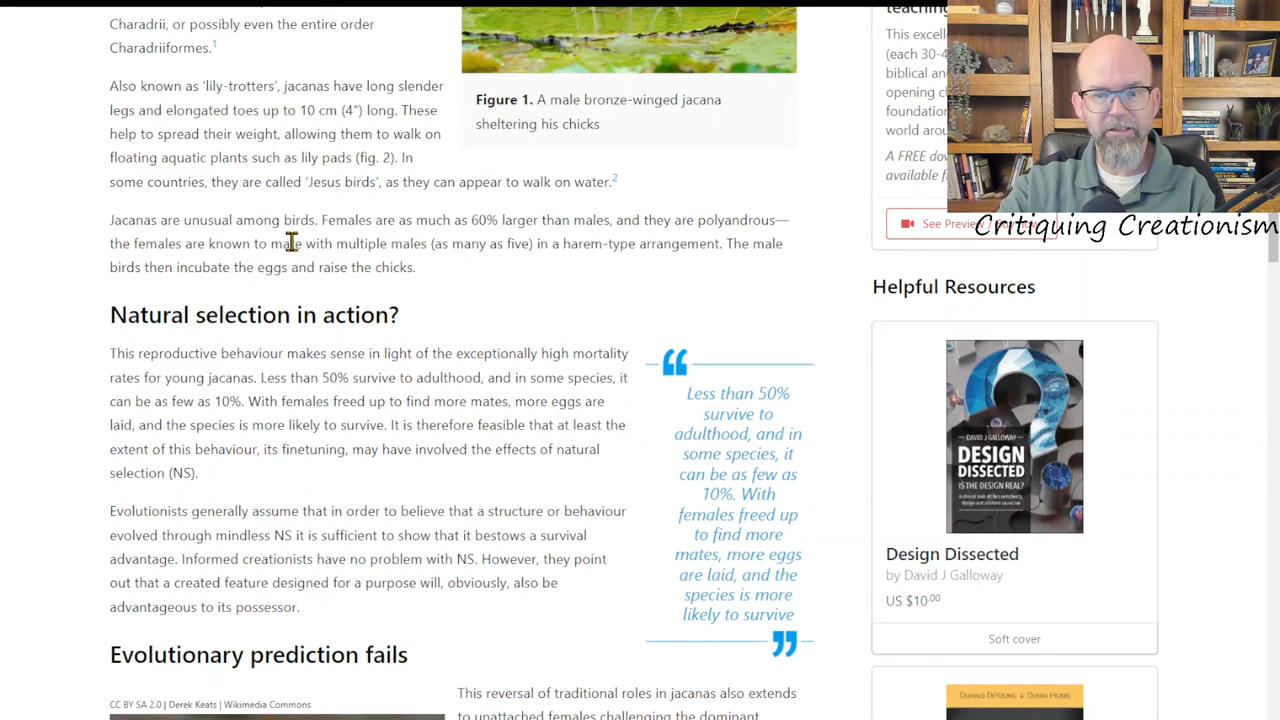 Charadrii, or possibly even the entire order
Charadriiformes.1
Also known as ‘lily-trotters’, jacanas have long slender
legs and elongated toes up to 10 cm (4″) long. These
help to spread their weight, allowing them to walk on
floating aquatic plants such as lily pads (fig. 2). In
some countries, they are called ‘Jesus birds’, as they can appear to walk on water.2
Figure 1. A male bronze-winged jacana
sheltering his chicks
Jacanas are unusual among birds. Females are as much as 60% larger than males, and they are polyandrous—
the females are known to mate with multiple males (as many as five) in a harem-type arrangement. The male
birds then incubate the eggs and raise the chicks.
Natural selection in action?
This reproductive behaviour makes sense in light of the exceptionally high mortality
rates for young jacanas. Less than 50% survive to adulthood, and in some species, it
can be as few as 10%. With females freed up to find more mates, more eggs are
laid, and the species is more likely to survive. It is therefore feasible that at least the
extent of this behaviour, its finetuning, may have involved the effects of natural
selection (NS).
Evolutionists generally assume that in order to believe that a structure or behaviour
evolved through mindless NS it is sufficient to show that it bestows a survival
advantage. Informed creationists have no problem with NS. However, they point
out that a created feature designed for a purpose will, obviously, also be
advantageous to its possessor.
Less than 50%
survive to
adulthood, and in
some species, it
can be as few as
10%. With
females freed up
to find more
mates, more eggs
are laid, and the
species is more
likely to survive
Evolutionary prediction fails
CC BY SA 2.0 | Derek Keats | Wikimedia Commons
This reversal of traditional roles in jacanas also extends
to unattached females challenging the dominant
teaching
This excell
(each 30-4
biblical an
opening c
foundation
world arou
A FREE do
available f
See Preview /
Critiquing Creationism
Helpful Resources
DAVID J GALLOWAY
DESIGN
DISSECTED
IS THE DESIGN REAL?
Design Dissected
by David J Galloway
US $10.00
Soft cover
DONALD DEYOUNG & DEREK HOBBS